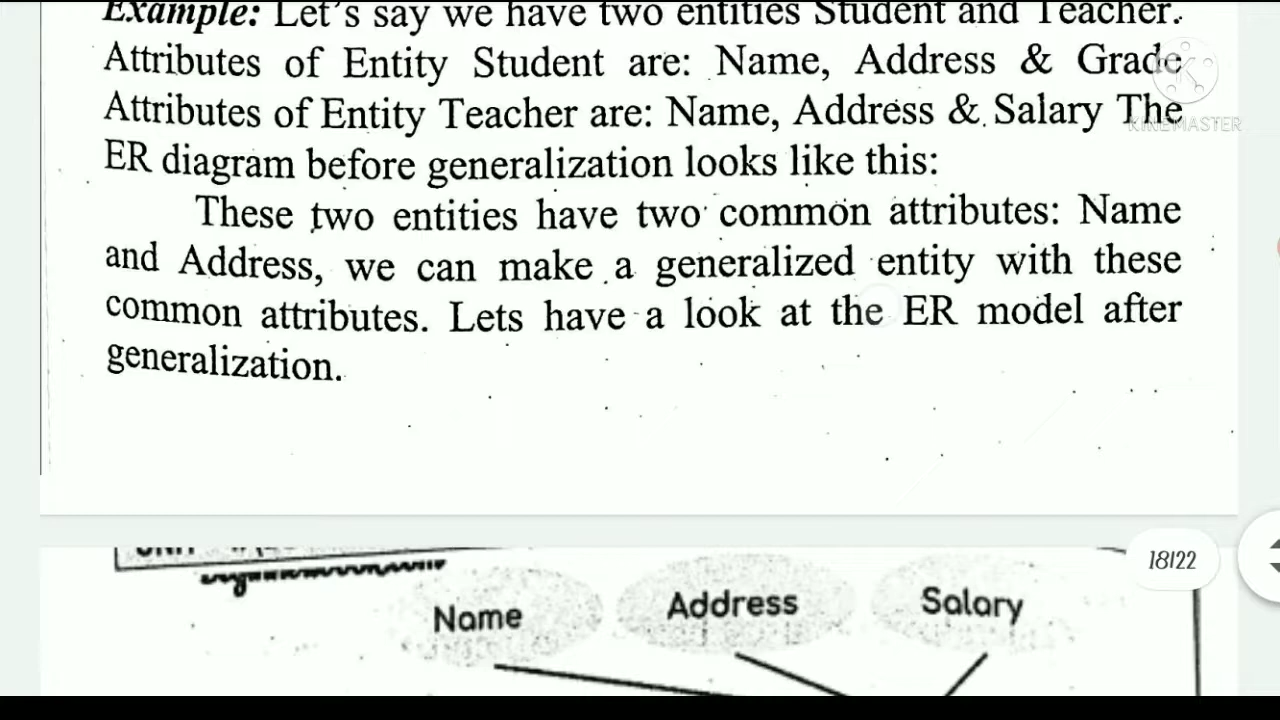 Example: Let's say we have two entities Student and Teacher.
Attributes of Entity Student are: Name, Address & Grade
Attributes of Entity Teacher are: Name, Address & Salary The
KINEMASTER
ER diagram before generalization looks like this:
These two entities have two common attributes: Name
and Address, we can make a generalized entity with these
common attributes. Lets have a look at the ER model after
generalization.
18/22
Name Address Salary